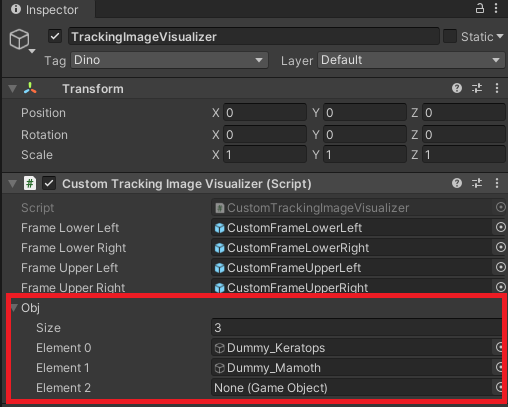 Inspector
TrackingImageVisualizer Static
Tag Dino Layer Default
Transform
Position X 0 Y 0 Z 0
Rotation X 0 Y 0 Z 0
Scale X 1 Y 1 Z 1
# Custom Tracking Image Visualizer (Script)
Script # CustomTrackingImageVisualizer
Frame Lower Left CustomFrameLowerLeft
Frame Lower Right CustomFrameLowerRight
Frame Upper Left CustomFrameUpperLeft
Frame Upper Right CustomFrameUpperRight
Obj
Size 3
Element 0 Dummy_Keratops
Element 1 Dummy_Mamoth
Element 2 None (Game Object)